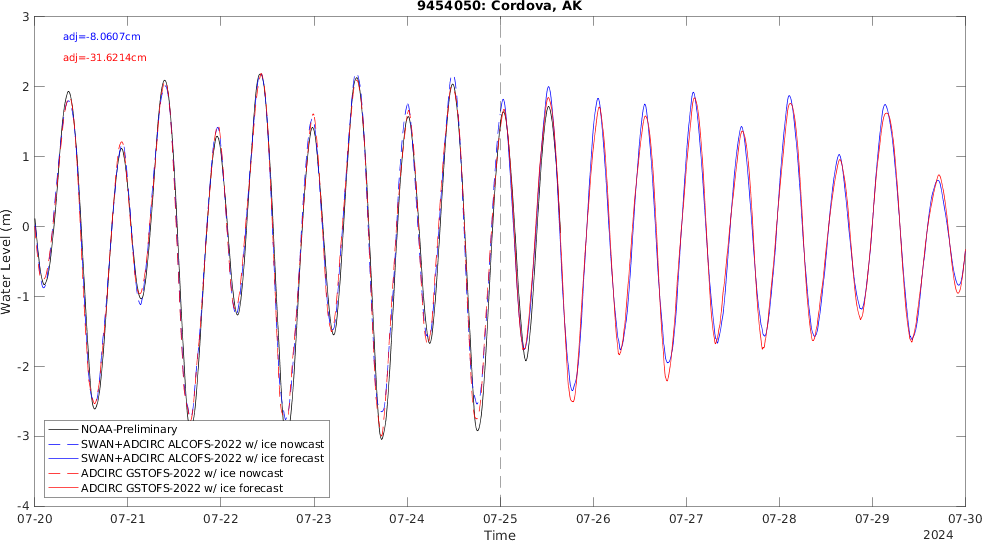 9454050: Cordova, AK
3
adj=-8.0607cm
adj=-31.6214cm
2
1
0
-1
-2
-3
-4
Water Level (m)
NOAA-Preliminary
SWAN+ADCIRC ALCOFS-2022 w/ ice nowcast
SWAN+ADCIRC ALCOFS-2022 w/ ice forecast
ADCIRC GSTOFS-2022 w/ ice nowcast
ADCIRC GSTOFS-2022 w/ ice forecast
07-20 07-21 07-22 07-23 07-24 07-25 07-26 07-27 07-28 07-29 07-30
Time
2024